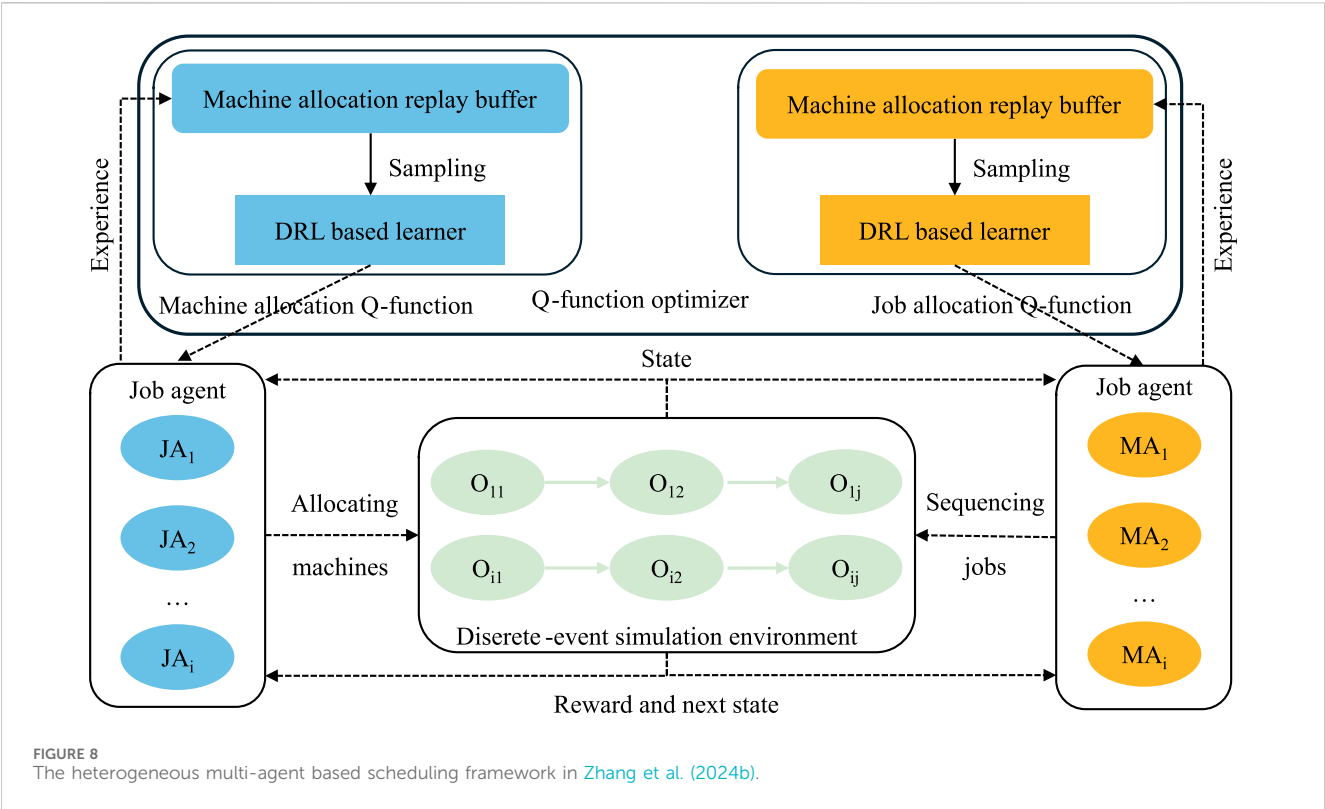 Machine allocation replay buffer
Sampling
DRL based learner
Machine allocation replay buffer
Sampling
DRL based learner
Experience
Experience
Machine allocation Q-function
Q-function optimizer
Job allocation Q-function
State
Job agent
JA1
JA2
...
JAi
Allocating
machines
O11
O12
O1j
Oi1
Oi2
Oij
Diserete-event simulation environment
Sequencing
jobs
Job agent
MA1
MA2
...
MAi
Reward and next state
FIGURE 8
The heterogeneous multi-agent based scheduling framework in Zhang et al. (2024b).